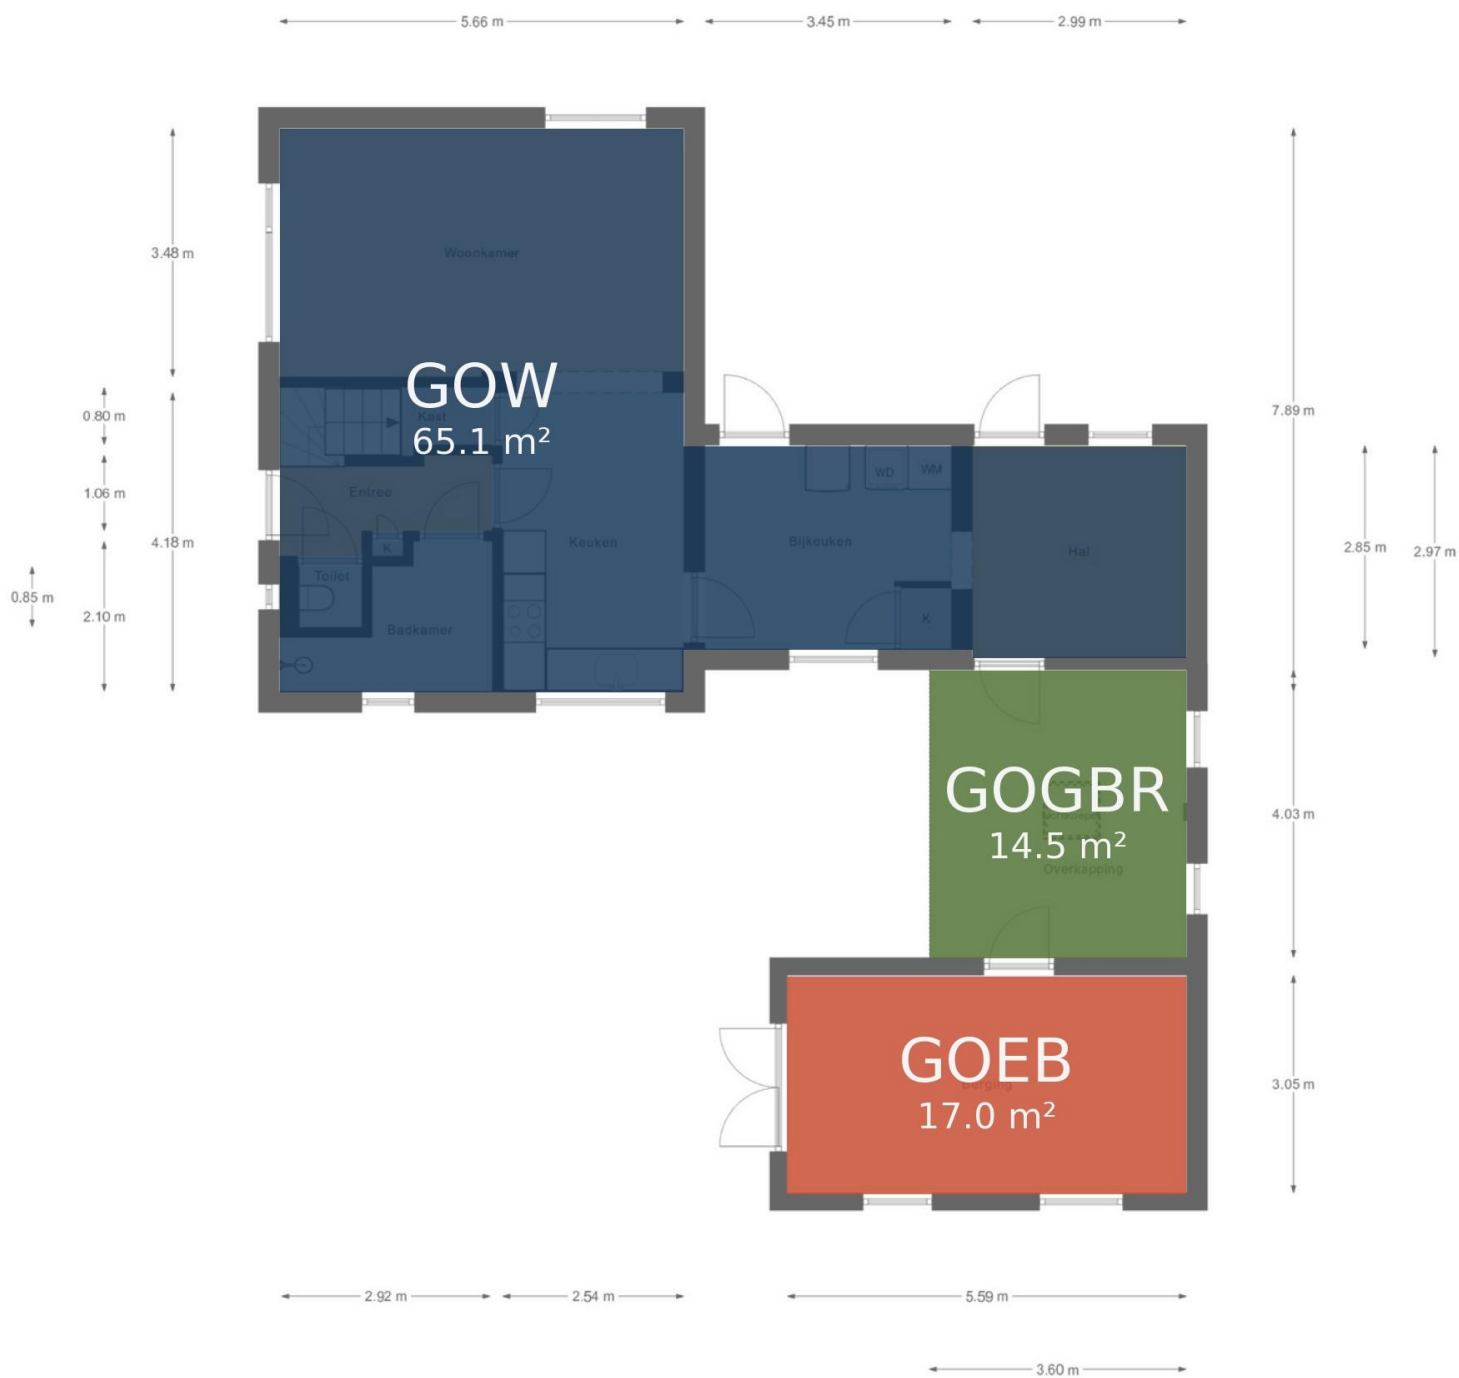 5.66 m
3.45 m
2.99 m
Woonkamer
3.48 m
GOW
65.1 m²
Kast
0.80 m
7.89 m
WD
WM
Entree
1.06 m
4.18 m
K
Keuken
Bijkeuken
Hal
2.85 m
2.97 m
Toilet
0.85 m
2.10 m
Badkamer
K
GOGBR
14.5 m²
4.03 m
Overkapping
GOEB
Berging
17.0 m²
3.05 m
2.92 m
2.54 m
5.59 m
3.60 m